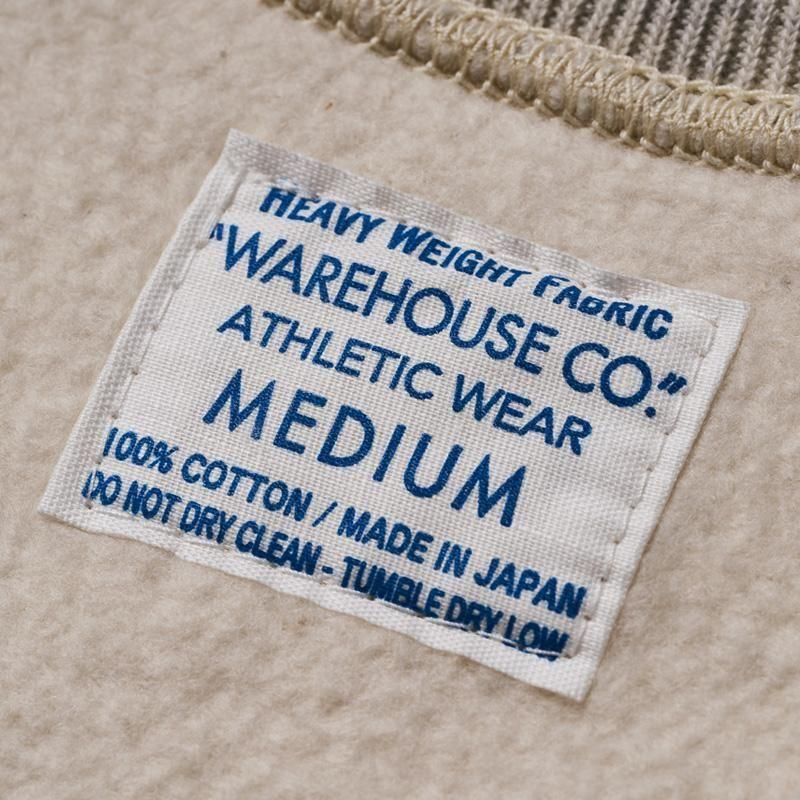 HEAVY WEIGHT FABRIC
"WAREHOUSE CO."
ATHLETIC WEAR
MEDIUM
100% COTTON / MADE IN JAPAN
DO NOT DRY CLEAN - TUMBLE DRY LOW